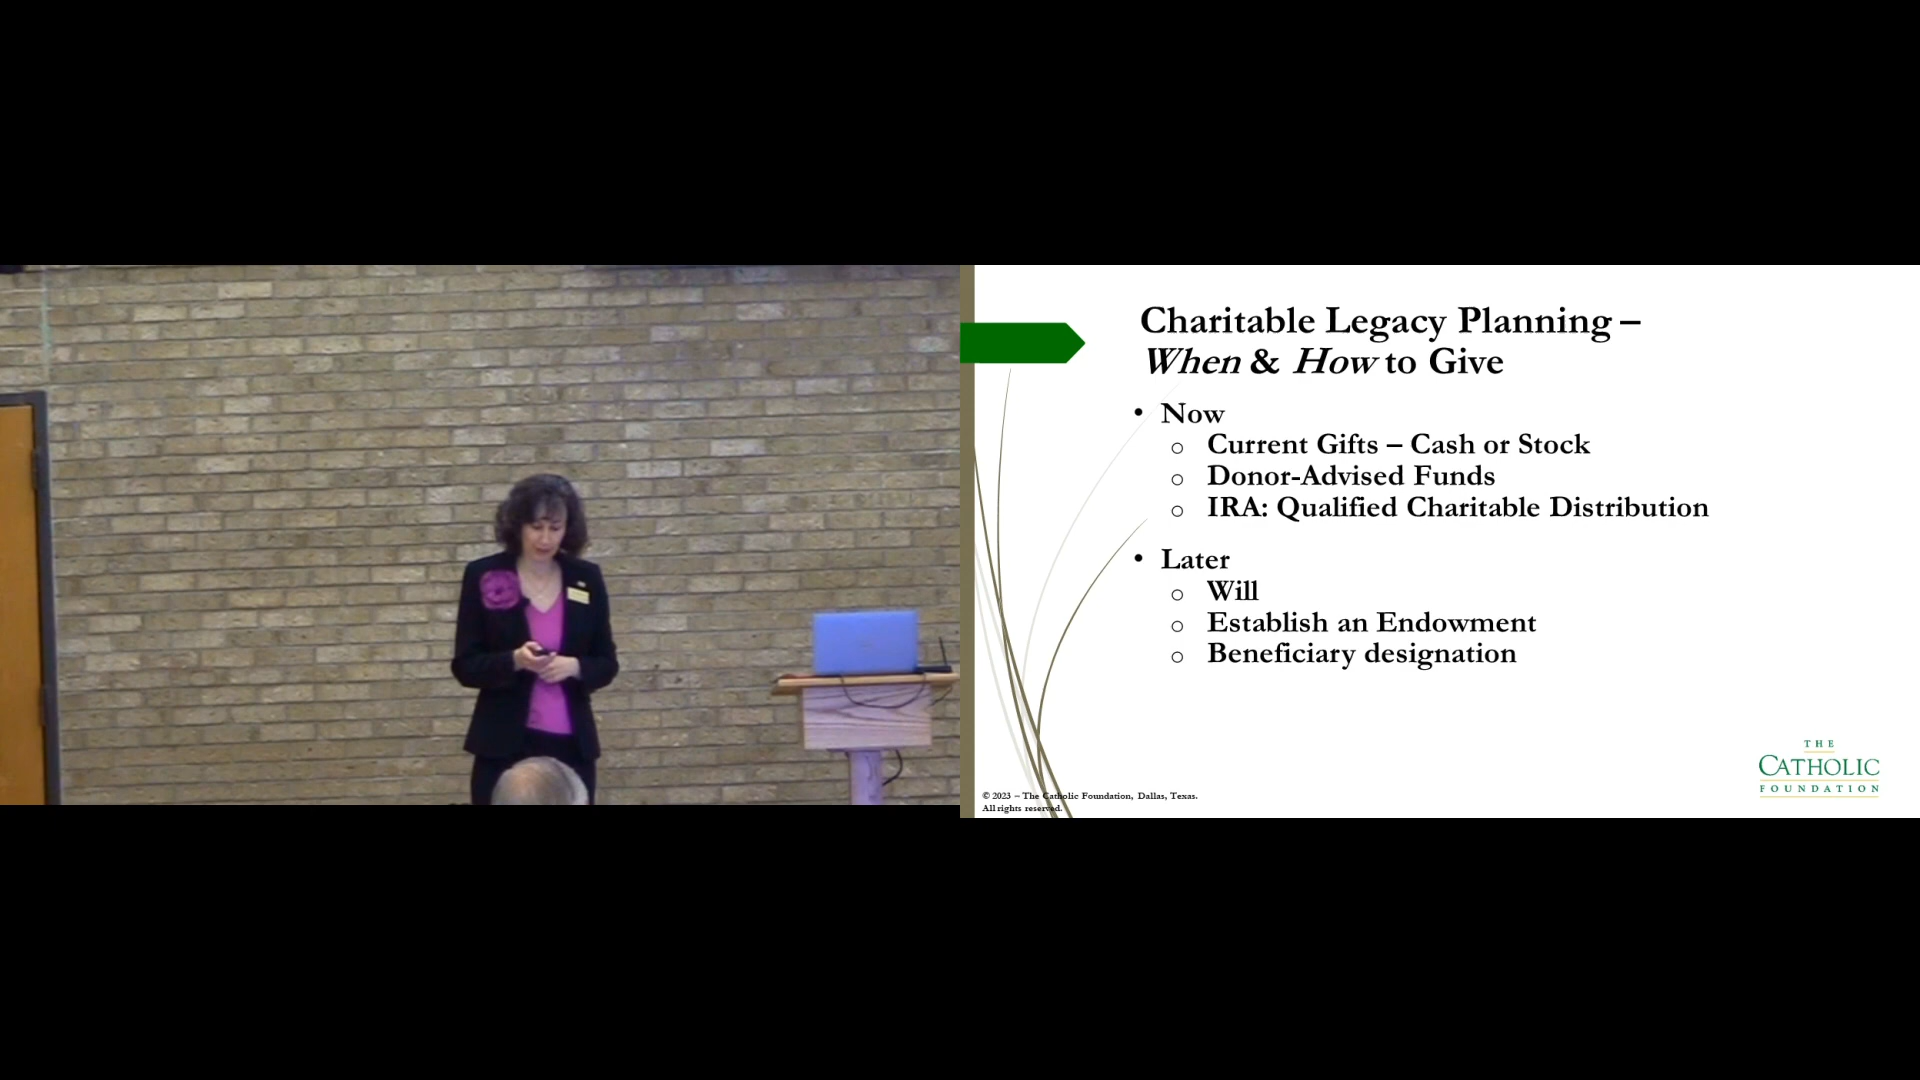 Charitable Legacy Planning –
When & How to Give
• Now
o Current Gifts – Cash or Stock
o Donor-Advised Funds
o IRA: Qualified Charitable Distribution
• Later
o Will
o Establish an Endowment
o Beneficiary designation
THE
CATHOLIC
FOUNDATION
© 2023 – The Catholic Foundation, Dallas, Texas.
All rights reserved.